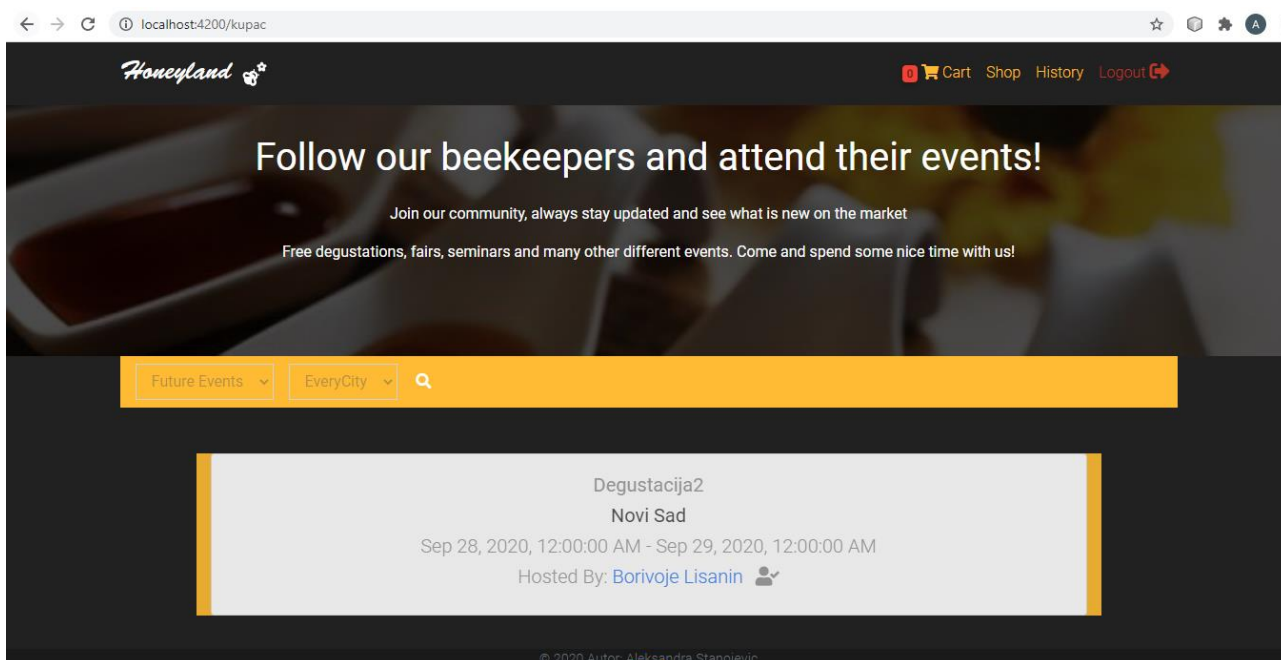 localhost:4200/kupac
A
Honeyland
0 Cart Shop History Logout
Follow our beekeepers and attend their events!
Join our community, always stay updated and see what is new on the market
Free degustations, fairs, seminars and many other different events. Come and spend some nice time with us!
Future Events EveryCity
Degustacija2
Novi Sad
Sep 28, 2020, 12:00:00 AM - Sep 29, 2020, 12:00:00 AM
Hosted By: Borivoje Lisanin
© 2020 Autor: Aleksandra Stanojevic